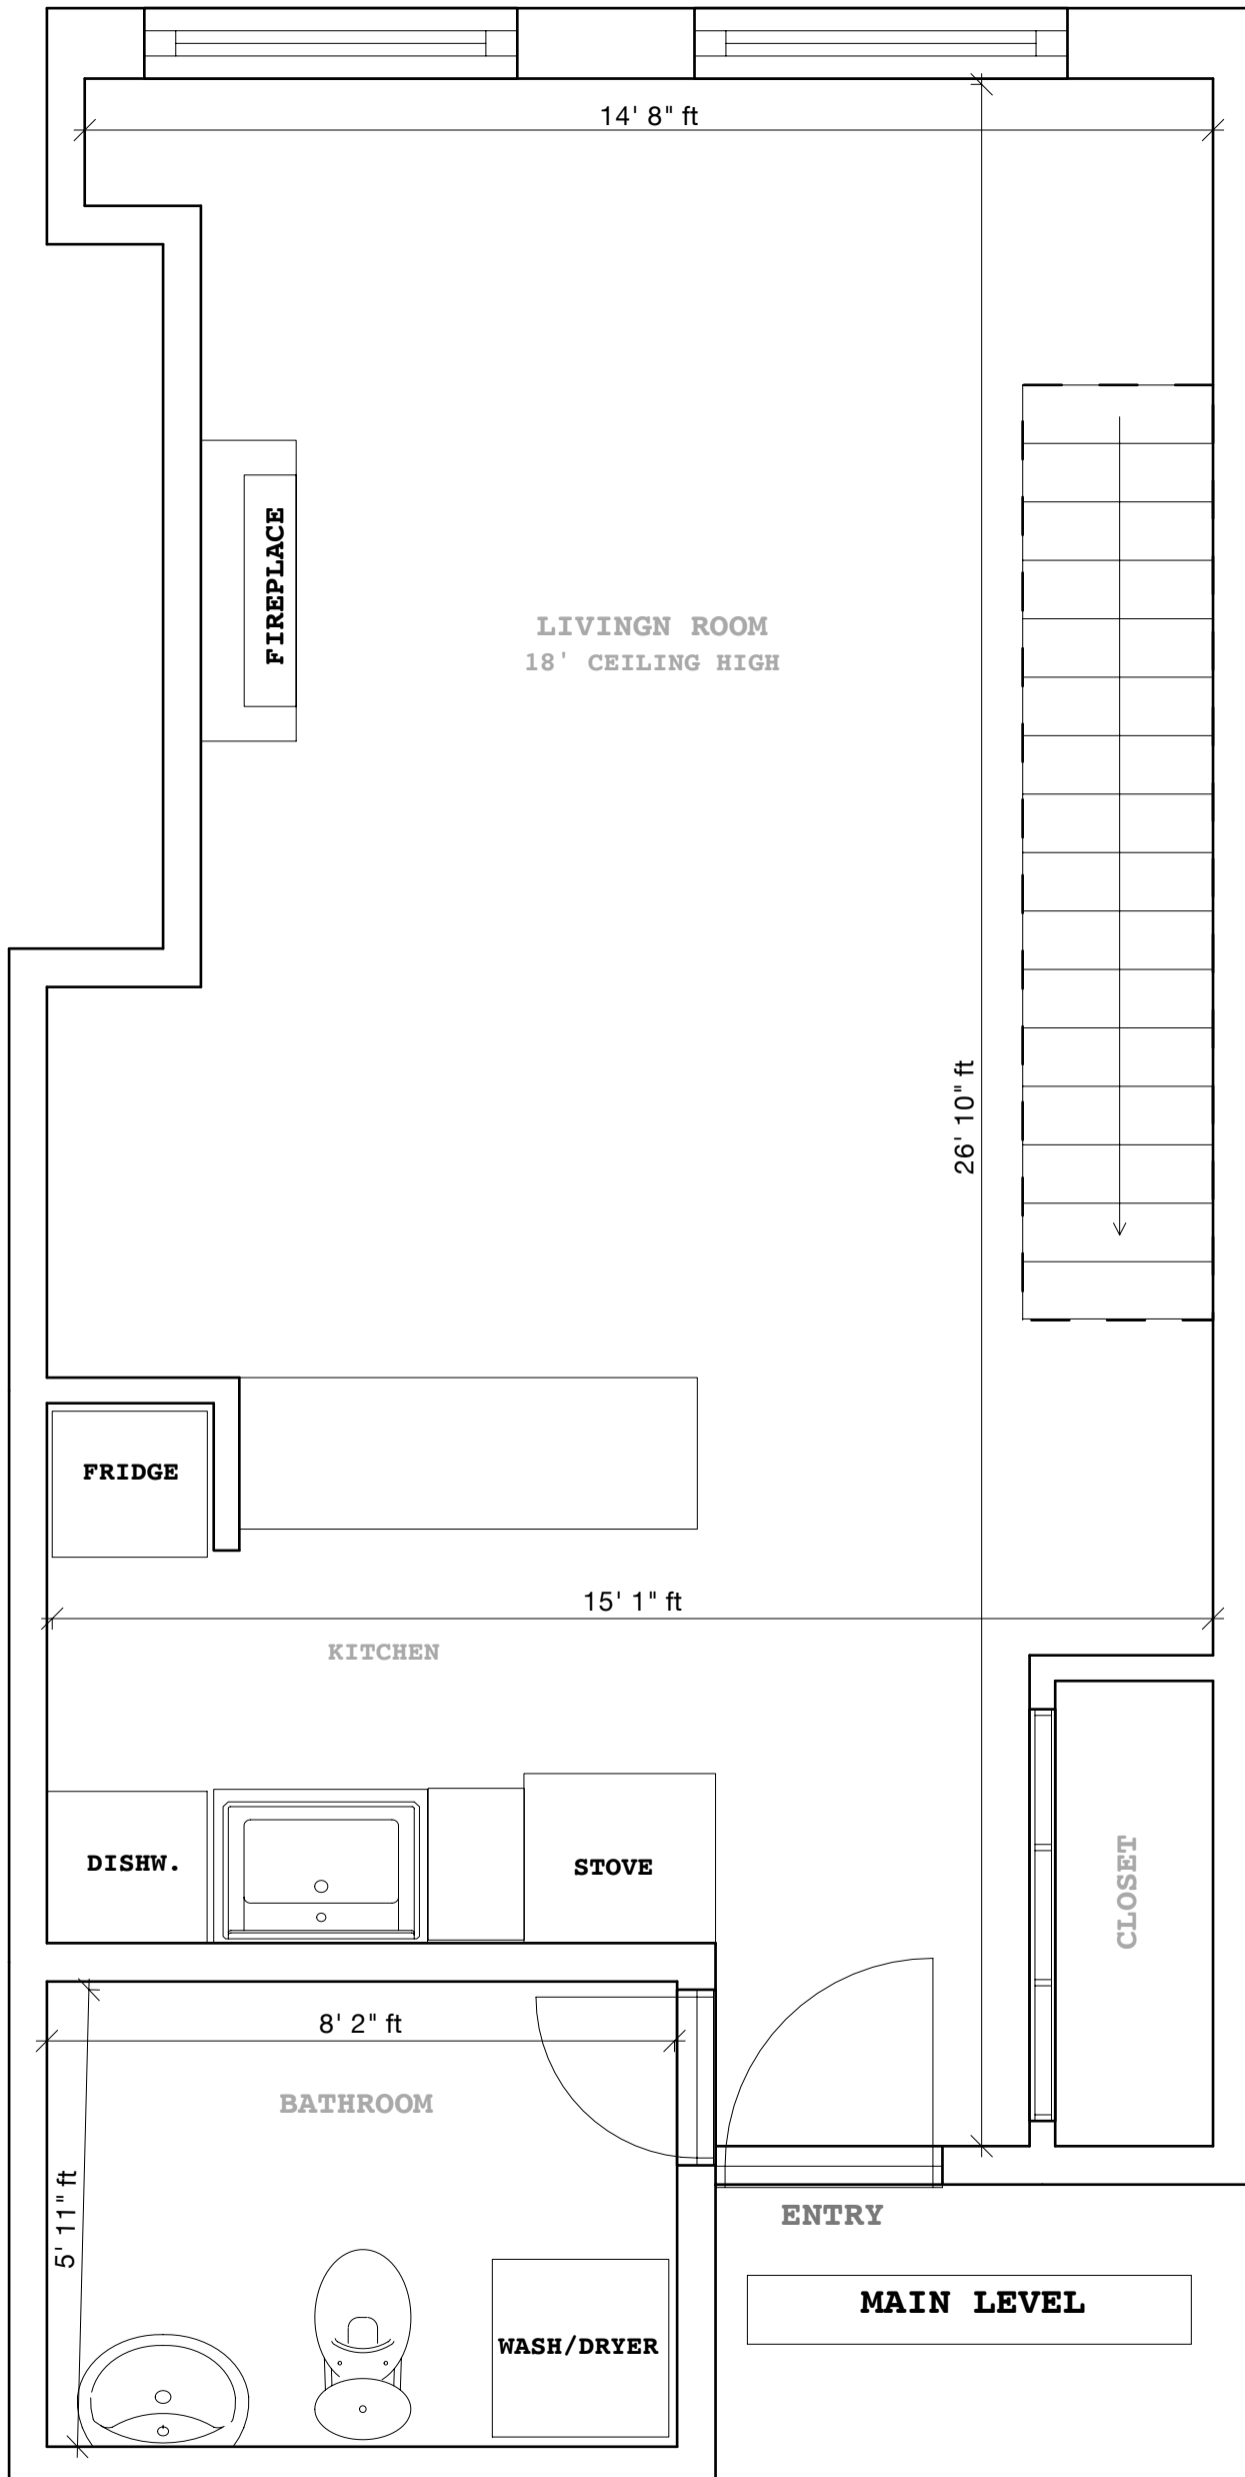 14' 8" ft
FIREPLACE
LIVINGN ROOM
18' CEILING HIGH
26' 10" ft
FRIDGE
15' 1" ft
KITCHEN
DISHW.
STOVE
CLOSET
8' 2" ft
BATHROOM
5' 11" ft
ENTRY
MAIN LEVEL
WASH/DRYER